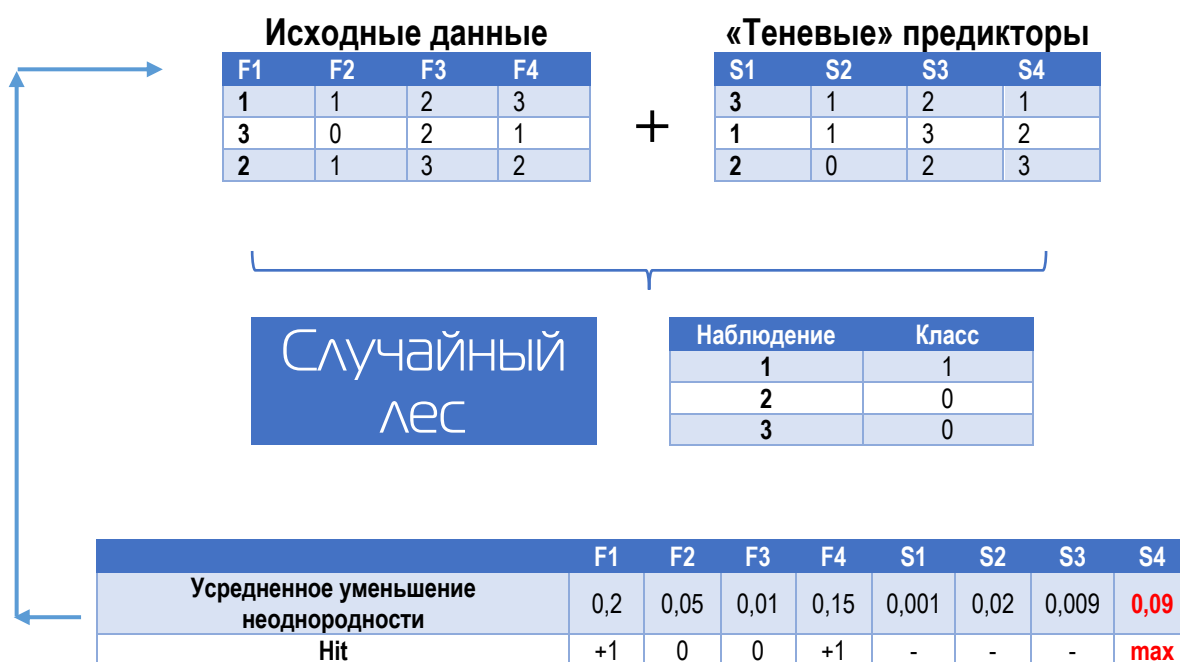 Исходные данные
«Теневые» предикторы
F1 F2 F3 F4
1 1 2 3
3 0 2 1
2 1 3 2
+
S1 S2 S3 S4
3 1 2 1
1 1 3 2
2 0 2 3
Случайный
лес
Наблюдение Класс
1 1
2 0
3 0
F1 F2 F3 F4 S1 S2 S3 S4
Усредненное уменьшение
неоднородности
0,2 0,05 0,01 0,15 0,001 0,02 0,009 0,09
Hit +1 0 0 +1 - - - max